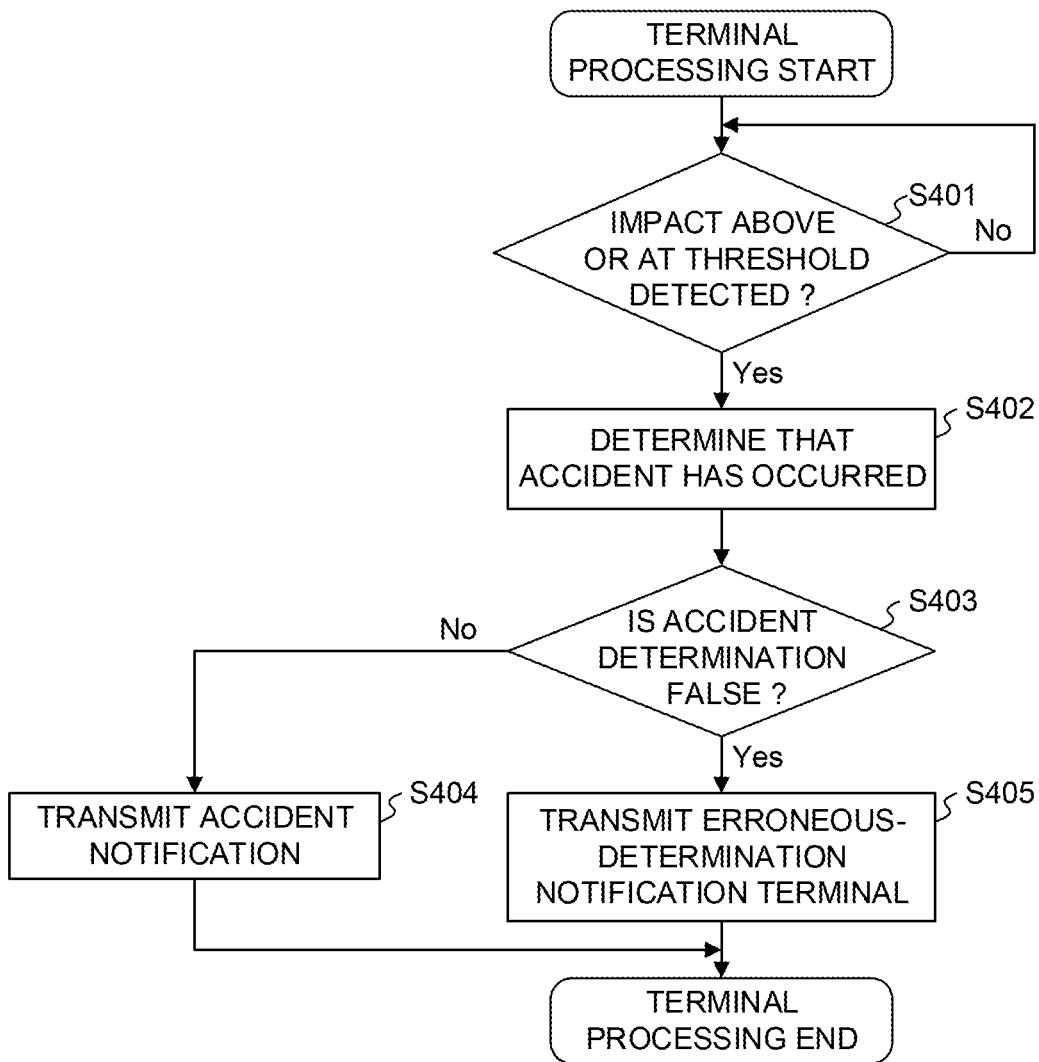 TERMINAL
PROCESSING START
S401
IMPACT ABOVE
OR AT THRESHOLD
DETECTED ?
No
Yes
S402
DETERMINE THAT
ACCIDENT HAS OCCURRED
S403
IS ACCIDENT
DETERMINATION
FALSE ?
No
Yes
S404
TRANSMIT ACCIDENT
NOTIFICATION
S405
TRANSMIT ERRONEOUS-
DETERMINATION
NOTIFICATION TERMINAL
TERMINAL
PROCESSING END